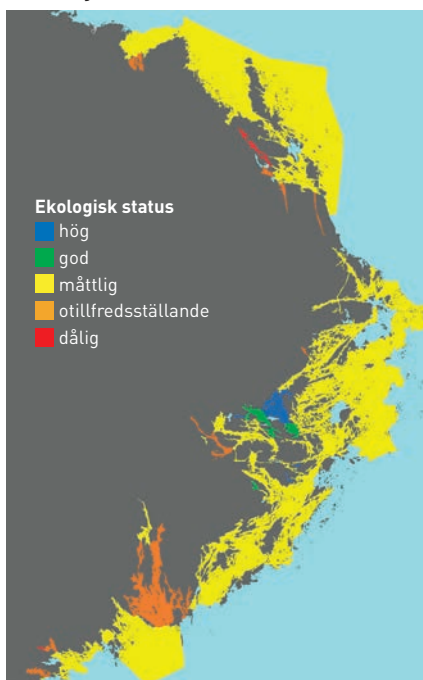 Ekologisk status
hög
god
måttlig
otillfredsställande
dålig